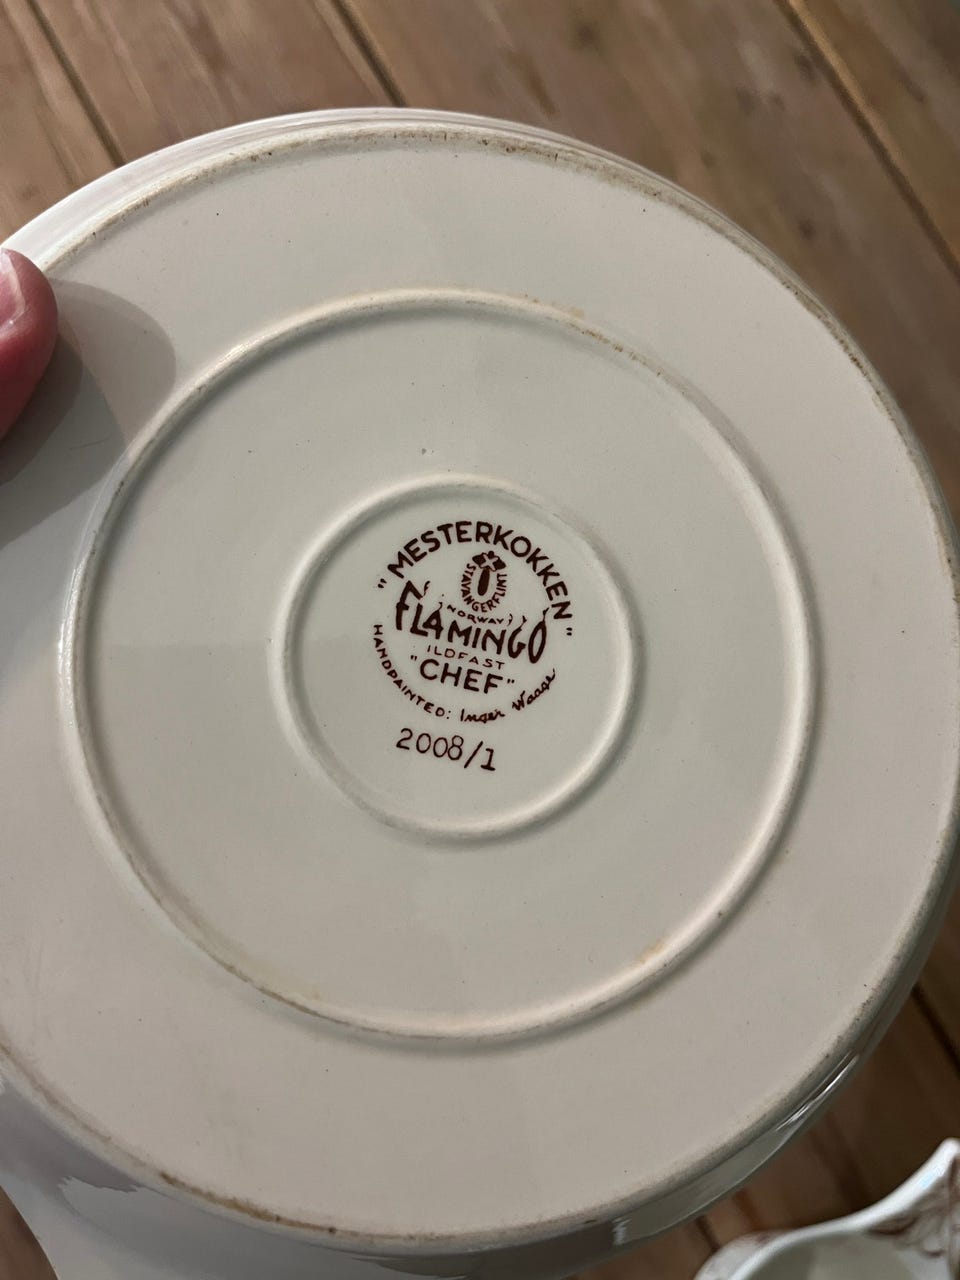 "MESTERKOKKEN"
STAVANGERFLINT
NORWAY
FLAMINGO
ILDFAST
"CHEF"
HANDPAINTED: Inger Waage
2008/1